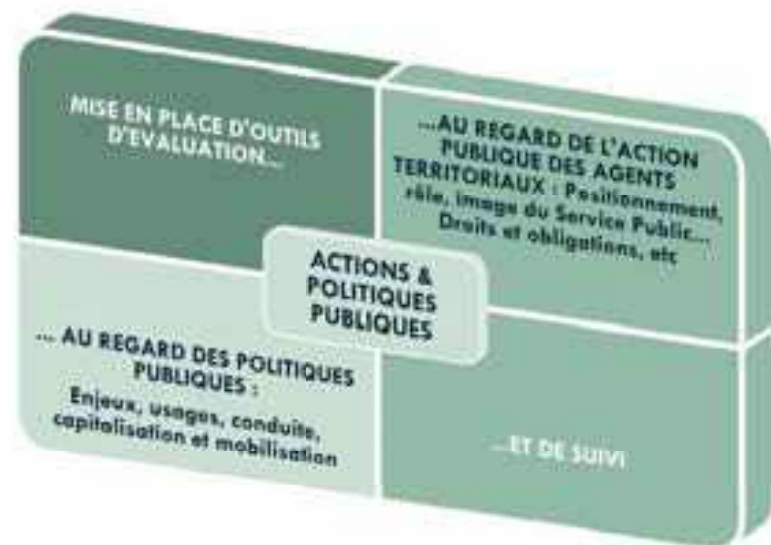 MISE EN PLACE D'OUTILS
D'EVALUATION...
...AU REGARD DE L'ACTION
PUBLIQUE DES AGENTS
TERRITORIAUX : Positionnement,
rôle, image du Service Public...
Droits et obligations, etc
ACTIONS &
POLITIQUES
PUBLIQUES
... AU REGARD DES POLITIQUES
PUBLIQUES :
Enjeux, usages, conduite,
capitalisation et mobilisation
...ET DE SUIVI